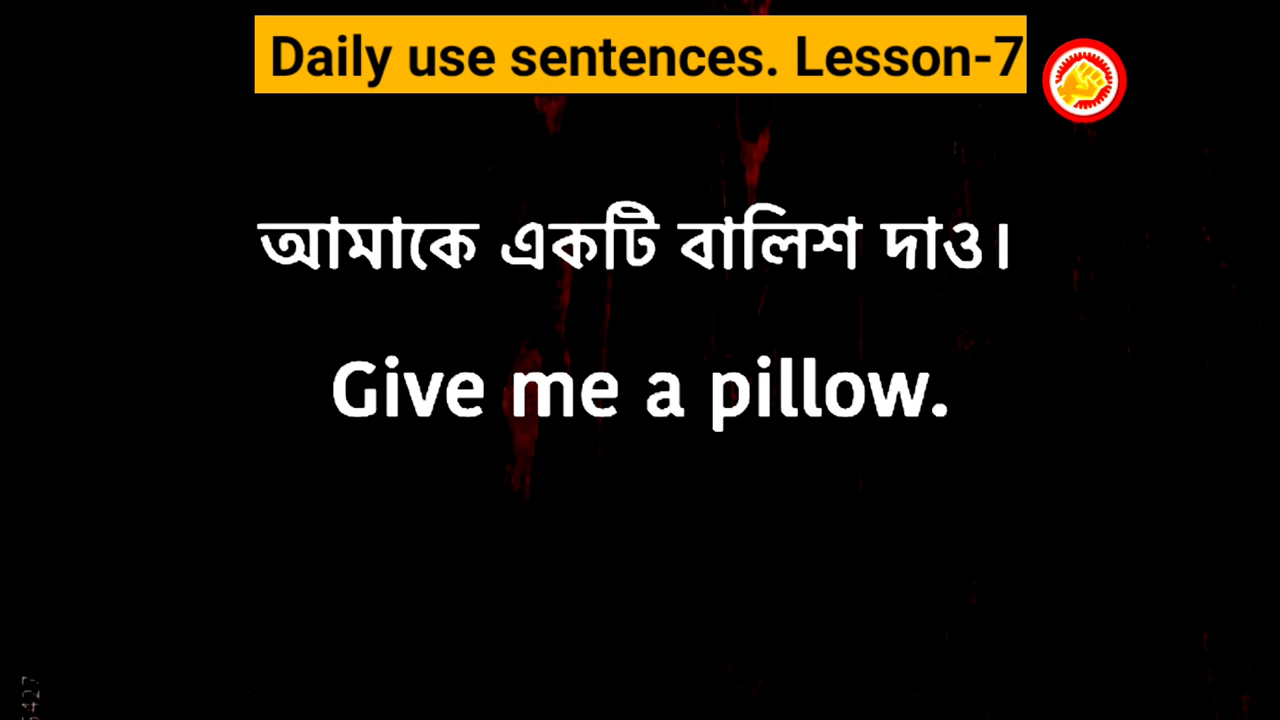 Daily use sentences. Lesson-7
আমাকে একটি বালিশ দাও।
Give me a pillow.